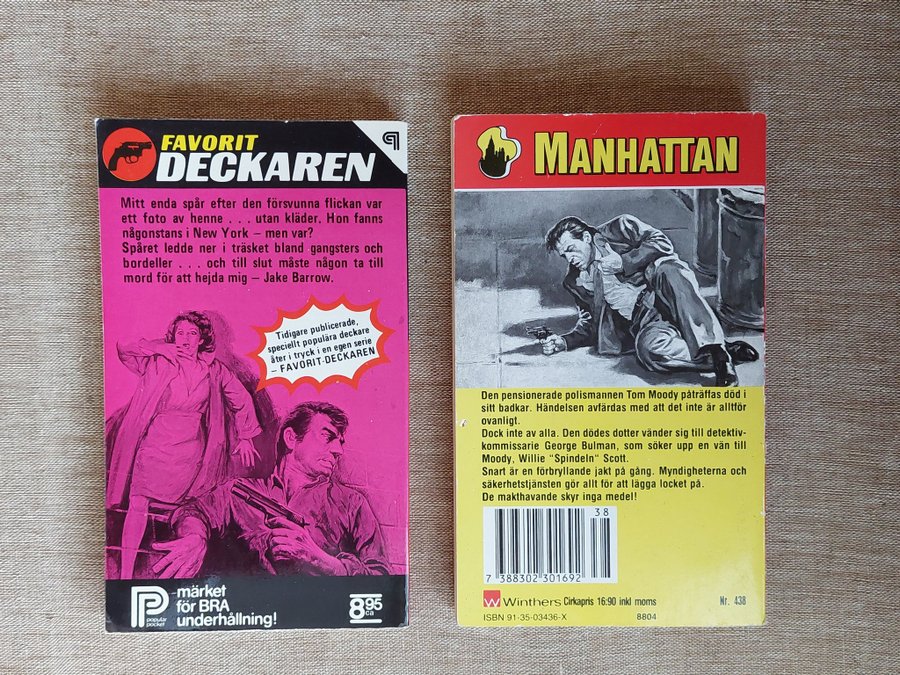 FAVORIT
DECKAREN
Mitt enda spår efter den försvunna flickan var
ett foto av henne . . . utan kläder. Hon fanns
någonstans i New York – men var?
Spåret ledde ner i träsket bland gangsters och
bordeller . . . och till slut måste någon ta till
mord för att hejda mig – Jake Barrow.
Tidigare publicerade,
speciellt populära deckare
åter i tryck i en egen serie
– FAVORIT-DECKAREN
P
popular
pocket
–märket
för BRA
underhållning!
8.95
ca
MANHATTAN
Den pensionerade polismannen Tom Moody påträffas död i
sitt badkar. Händelsen avfärdas med att det inte är alltför
ovanligt.
Dock inte av alla. Den dödes dotter vänder sig till detektiv-
kommissarie George Bulman, som söker upp en vän till
Moody, Willie "Spindeln" Scott.
Snart är en förbryllande jakt på gång. Myndigheterna och
säkerhetstjänsten gör allt för att lägga locket på.
De makthavande skyr inga medel!
38
7 388302 301692
Winthers Cirkapris 16:90 inkl moms Nr. 438
ISBN 91-35-03436-X 8804